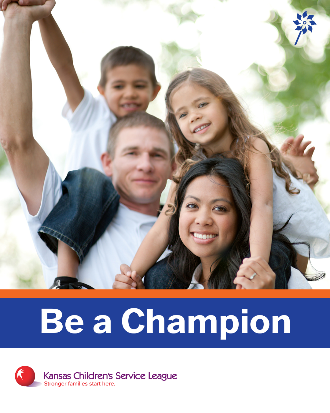 Be a Champion
Kansas Children's Service League
Stronger families start here.